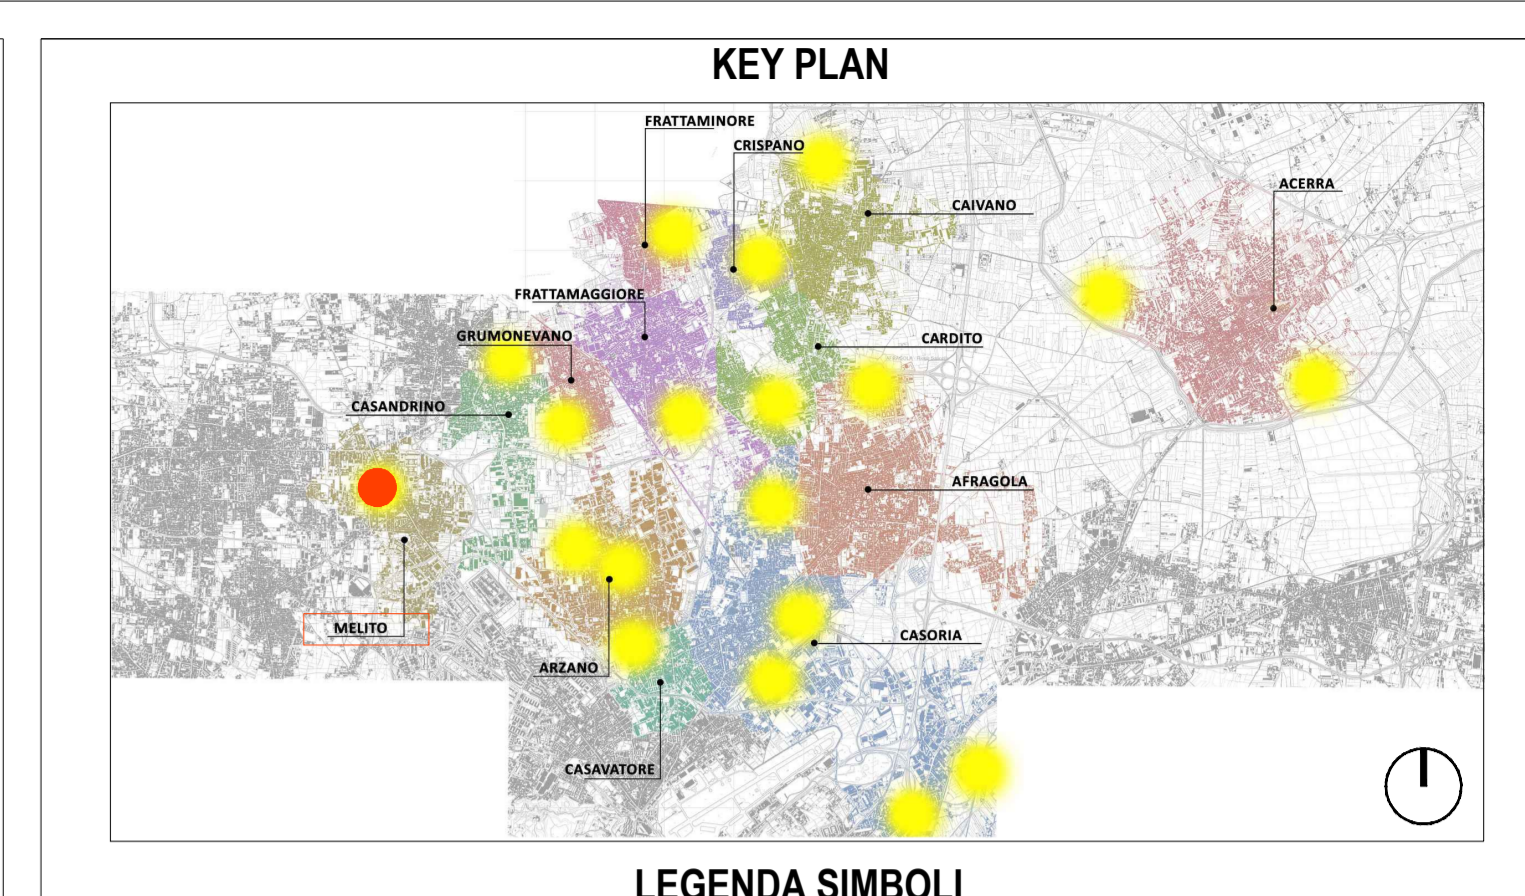 KEY PLAN
FRATTAMINORE
CRISPANO
ACERRA
CAIVANO
FRATTAMAGGIORE
GRUMONEVANO
CARDITO
CASANDRINO
AFRAGOLA
MELITO
CASORIA
ARZANO
CASAVATORE
LEGENDA SIMBOLI